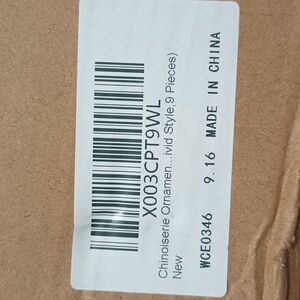 X003CPT9WL
Chinoiserie Ornamen...ivid Style,9 Pieces)
New
WCE0346 9.16 MADE IN CHINA